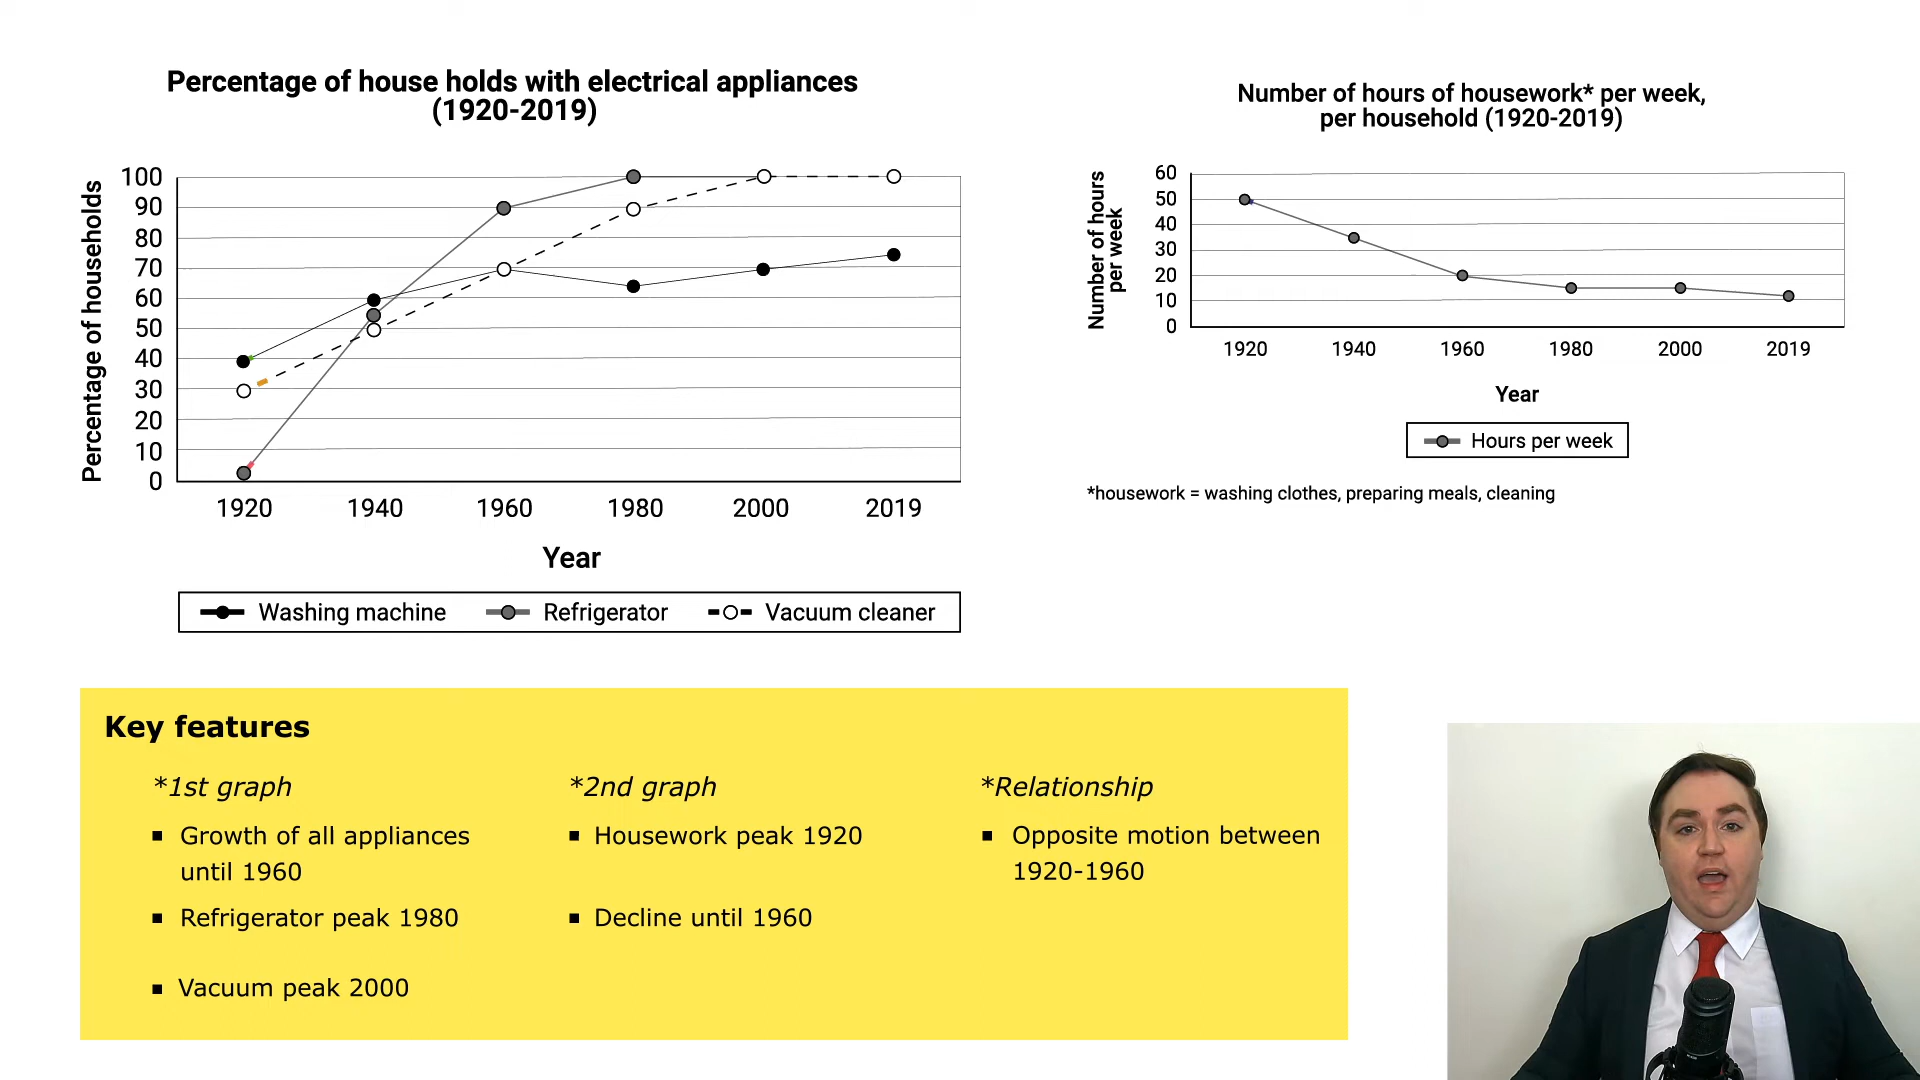 Percentage of house holds with electrical appliances
(1920-2019)
Percentage of households
100
90
80
70
60
50
40
30
20
10
0
1920 1940 1960 1980 2000 2019
Year
Washing machine Refrigerator Vacuum cleaner
Number of hours of housework* per week,
per household (1920-2019)
Number of hours
per week
60
50
40
30
20
10
0
1920 1940 1960 1980 2000 2019
Year
Hours per week
*housework = washing clothes, preparing meals, cleaning
Key features
*1st graph
▪ Growth of all appliances
until 1960
▪ Refrigerator peak 1980
▪ Vacuum peak 2000
*2nd graph
▪ Housework peak 1920
▪ Decline until 1960
*Relationship
▪ Opposite motion between
1920-1960